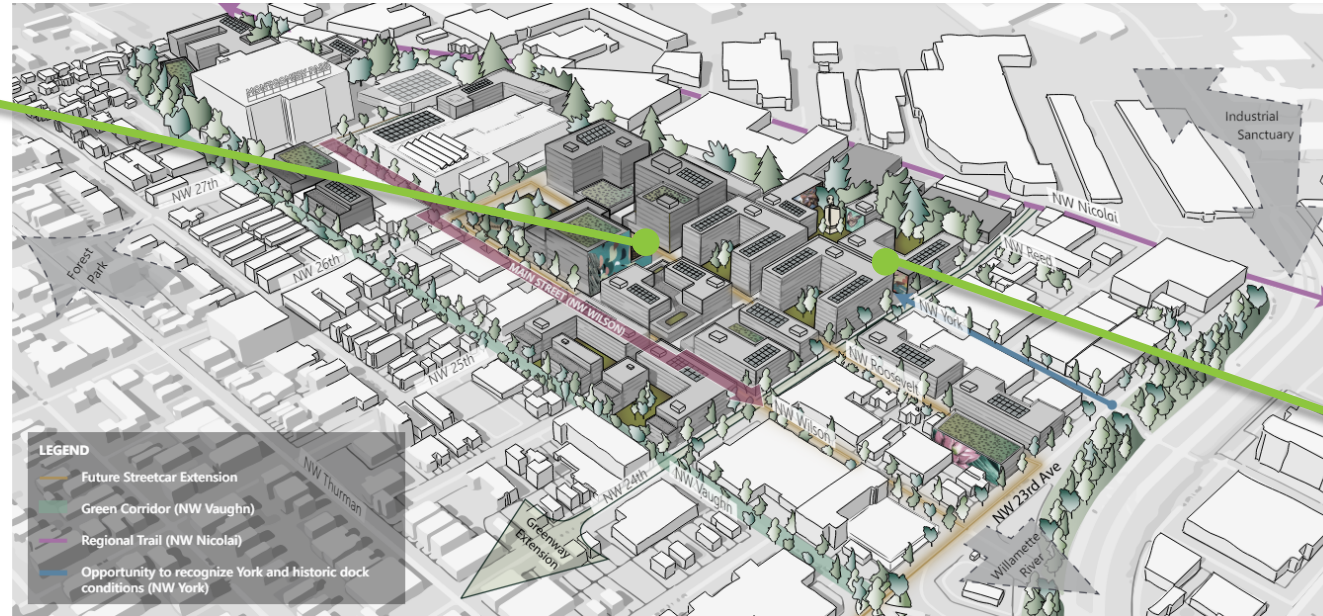 Industrial
Sanctuary
NW Nicolai
NW Reed
NW 27th
Forest
Park
NW 26th
MAIN STREET (NW WILSON)
NW York
NW 25th
NW Roosevelt
NW Wilson
NW 24th
NW Vaughn
NW 23rd Ave
NW Thurman
Greenway
Extension
Willamette
River
LEGEND
Future Streetcar Extension
Green Corridor (NW Vaughn)
Regional Trail (NW Nicolai)
Opportunity to recognize York and historic dock
conditions (NW York)